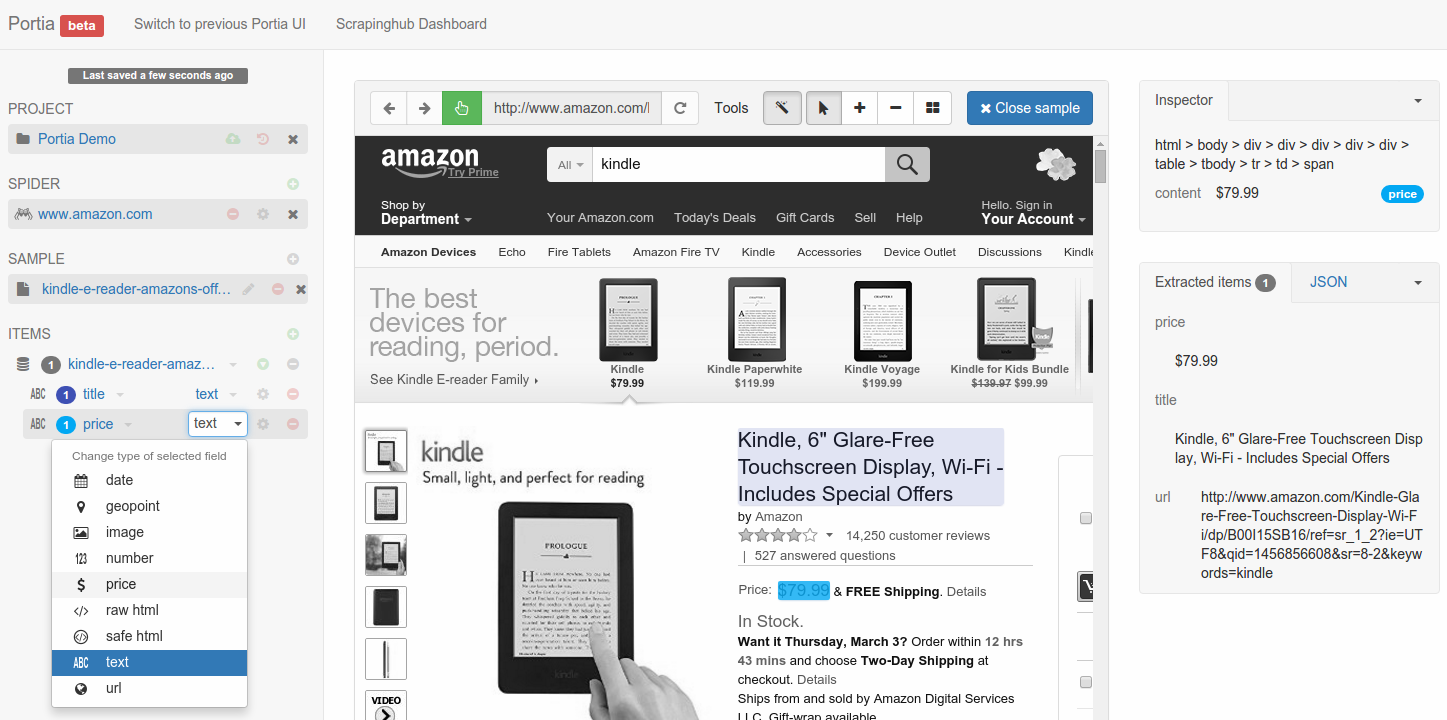 Portia beta Switch to previous Portia UI Scrapinghub Dashboard
Last saved a few seconds ago
PROJECT
Portia Demo
SPIDER
www.amazon.com
SAMPLE
kindle-e-reader-amazons-off...
ITEMS
1 kindle-e-reader-amaz...
ABC 1 title text
ABC 1 price text
Change type of selected field
date
geopoint
image
123 number
$ price
</> raw html
safe html
ABC text
url
http://www.amazon.com/l Tools Close sample
amazon
Try Prime
All kindle
Shop by
Department
Your Amazon.com Today's Deals Gift Cards Sell Help
Hello. Sign in
Your Account
Amazon Devices Echo Fire Tablets Amazon Fire TV Kindle Accessories Device Outlet Discussions Kindle
The best
devices for
reading, period.
See Kindle E-reader Family
Kindle
$79.99
Kindle Paperwhite
$119.99
Kindle Voyage
$199.99
Kindle for Kids Bundle
$139.97 $99.99
kindle
Small, light, and perfect for reading
PROLOGUE
kindle
VIDEO
Kindle, 6" Glare-Free
Touchscreen Display, Wi-Fi -
Includes Special Offers
by Amazon
14,250 customer reviews
| 527 answered questions
Price: $79.99 & FREE Shipping. Details
In Stock.
Want it Thursday, March 3? Order within 12 hrs
43 mins and choose Two-Day Shipping at
checkout. Details
Ships from and sold by Amazon Digital Services
LLC. Gift-wrap available.
Inspector
html > body > div > div > div > div > div >
table > tbody > tr > td > span
content $79.99 price
Extracted items 1 JSON
price
$79.99
title
Kindle, 6" Glare-Free Touchscreen Disp
lay, Wi-Fi - Includes Special Offers
url http://www.amazon.com/Kindle-Gla
re-Free-Touchscreen-Display-Wi-F
i/dp/B00I15SB16/ref=sr_1_2?ie=UT
F8&qid=1456856608&sr=8-2&keyw
ords=kindle